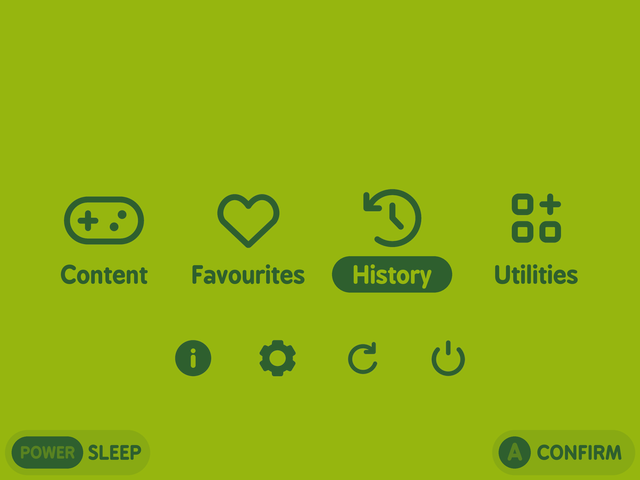 Content
Favourites
History
Utilities
POWER SLEEP
A CONFIRM